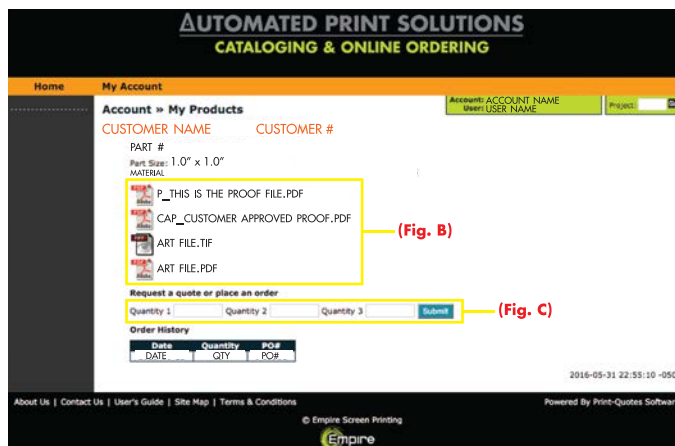 AUTOMATED PRINT SOLUTIONS
CATALOGING & ONLINE ORDERING
Home My Account
Account » My Products
Account: ACCOUNT NAME
User: USER NAME
Project:
CUSTOMER NAME CUSTOMER #
PART #
Part Size: 1.0" x 1.0"
MATERIAL
P_THIS IS THE PROOF FILE.PDF
CAP_CUSTOMER APPROVED PROOF.PDF
(Fig. B)
ART FILE.TIF
ART FILE.PDF
Request a quote or place an order
Quantity 1 Quantity 2 Quantity 3 Submit
(Fig. C)
Order History
Date Quantity PO#
DATE QTY PO#
2016-05-31 22:55:10 -050
About Us | Contact Us | User's Guide | Site Map | Terms & Conditions
Powered By Print-Quotes Softwar
© Empire Screen Printing
Empire